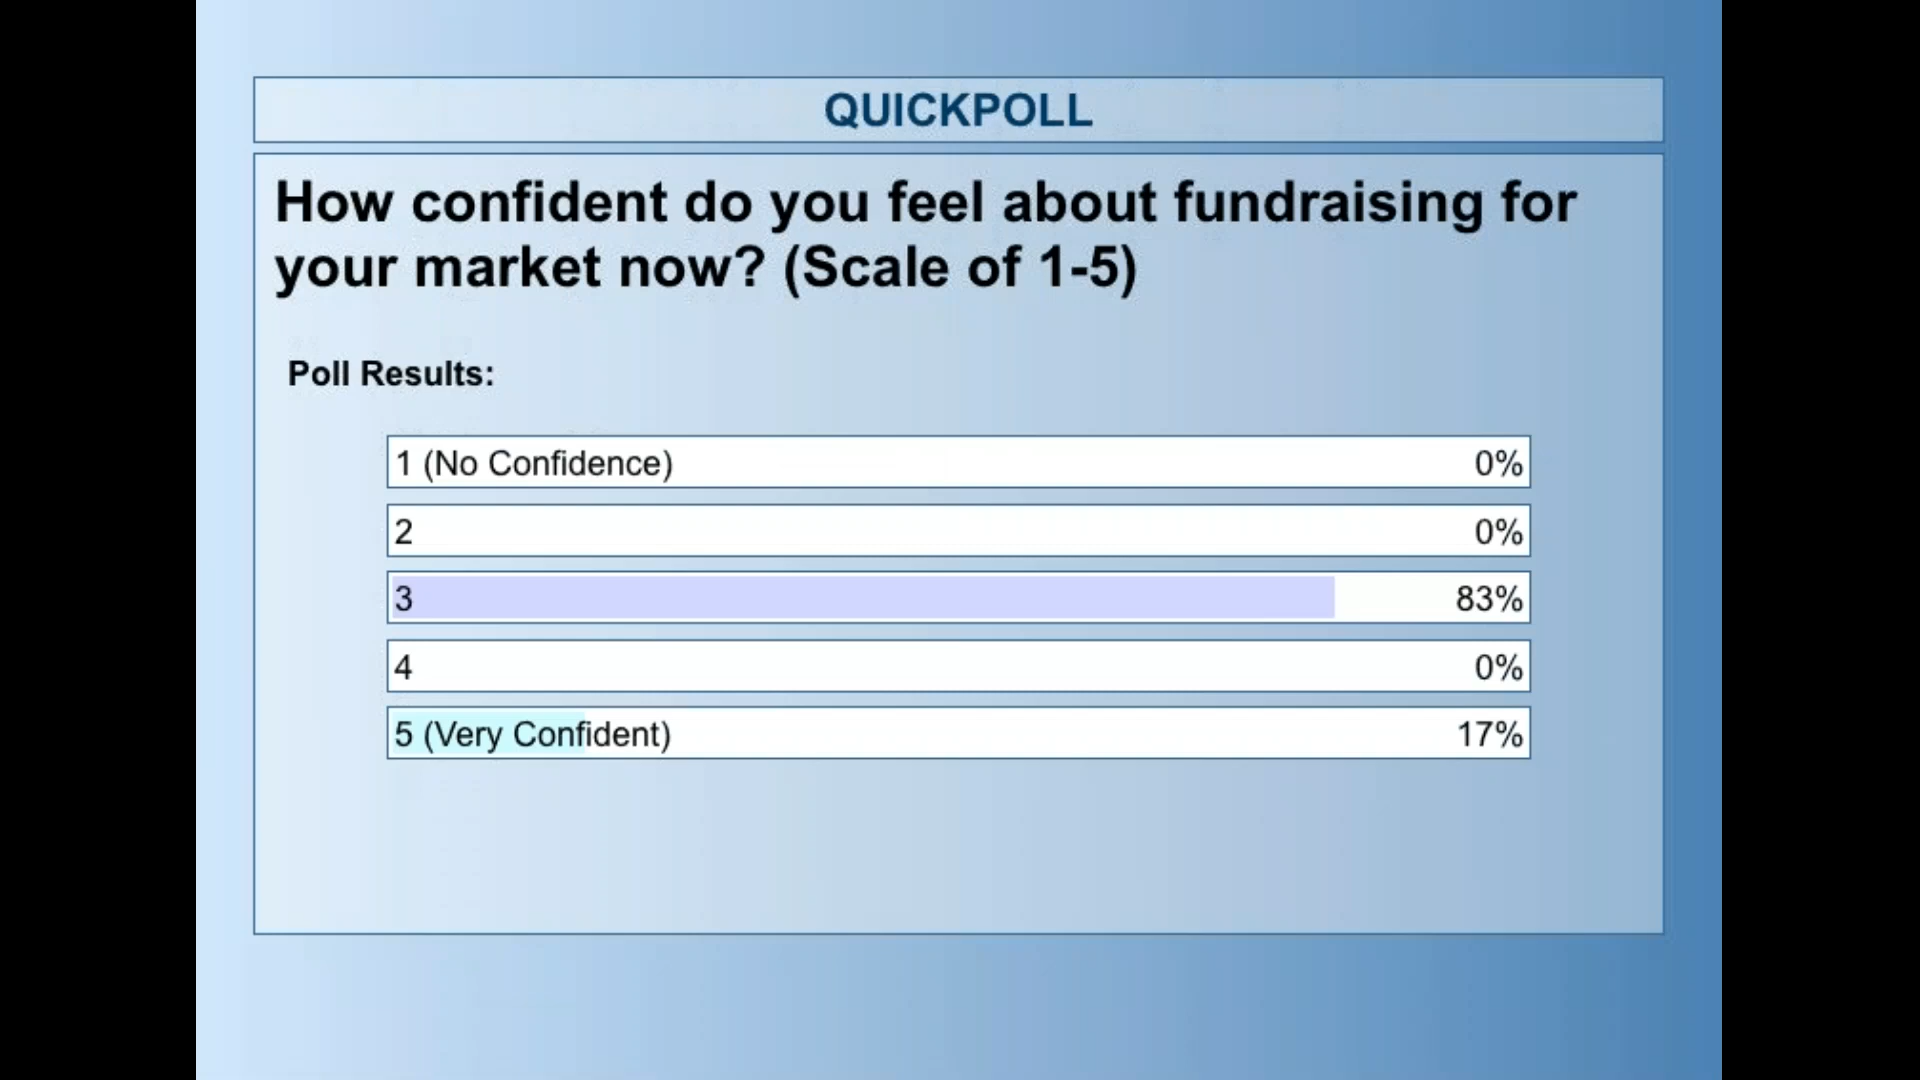 QUICKPOLL
How confident do you feel about fundraising for
your market now? (Scale of 1-5)
Poll Results:
1 (No Confidence) 0%
2 0%
3 83%
4 0%
5 (Very Confident) 17%